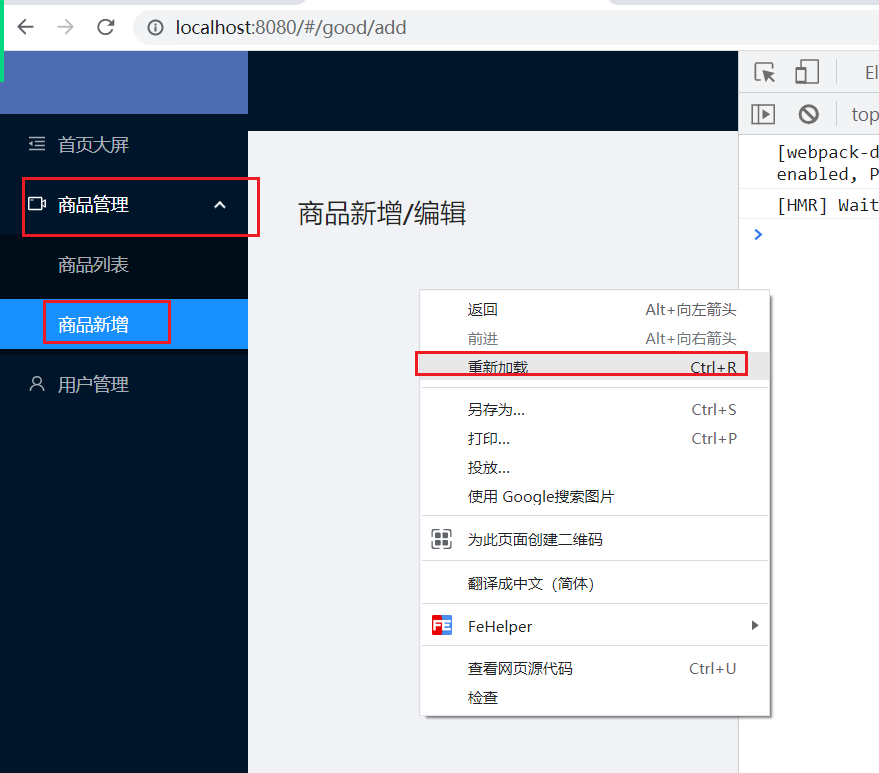 localhost:8080/#/good/add
首页大屏
商品管理
商品列表
商品新增
用户管理
商品新增/编辑
返回 Alt+向左箭头
前进 Alt+向右箭头
重新加载 Ctrl+R
另存为... Ctrl+S
打印... Ctrl+P
投放...
使用 Google搜索图片
为此页面创建二维码
翻译成中文（简体）
FeHelper
查看网页源代码 Ctrl+U
检查
El
top
[webpack-d
enabled, P
[HMR] Wait